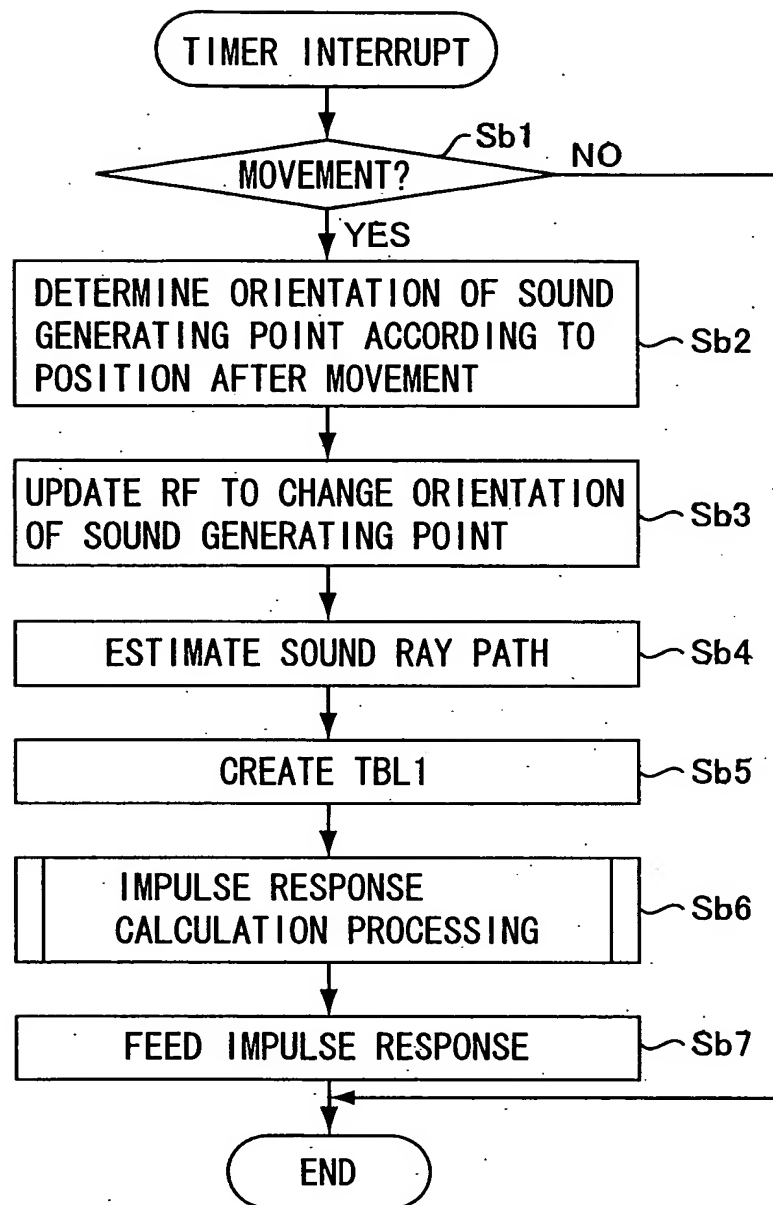 TIMER INTERRUPT
Sb1
MOVEMENT?
NO
YES
DETERMINE ORIENTATION OF SOUND
GENERATING POINT ACCORDING TO
POSITION AFTER MOVEMENT
Sb2
UPDATE RF TO CHANGE ORIENTATION
OF SOUND GENERATING POINT
Sb3
ESTIMATE SOUND RAY PATH
Sb4
CREATE TBL1
Sb5
IMPULSE RESPONSE
CALCULATION PROCESSING
Sb6
FEED IMPULSE RESPONSE
Sb7
END